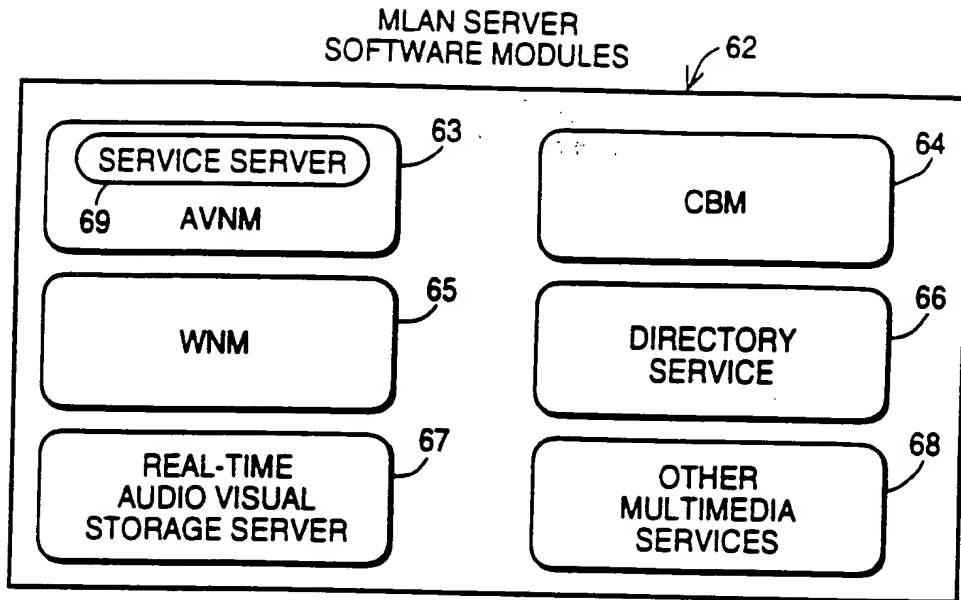 MLAN SERVER
SOFTWARE MODULES
62
SERVICE SERVER
63
69
AVNM
CBM
64
WNM
65
DIRECTORY
SERVICE
66
REAL-TIME
AUDIO VISUAL
STORAGE SERVER
67
OTHER
MULTIMEDIA
SERVICES
68